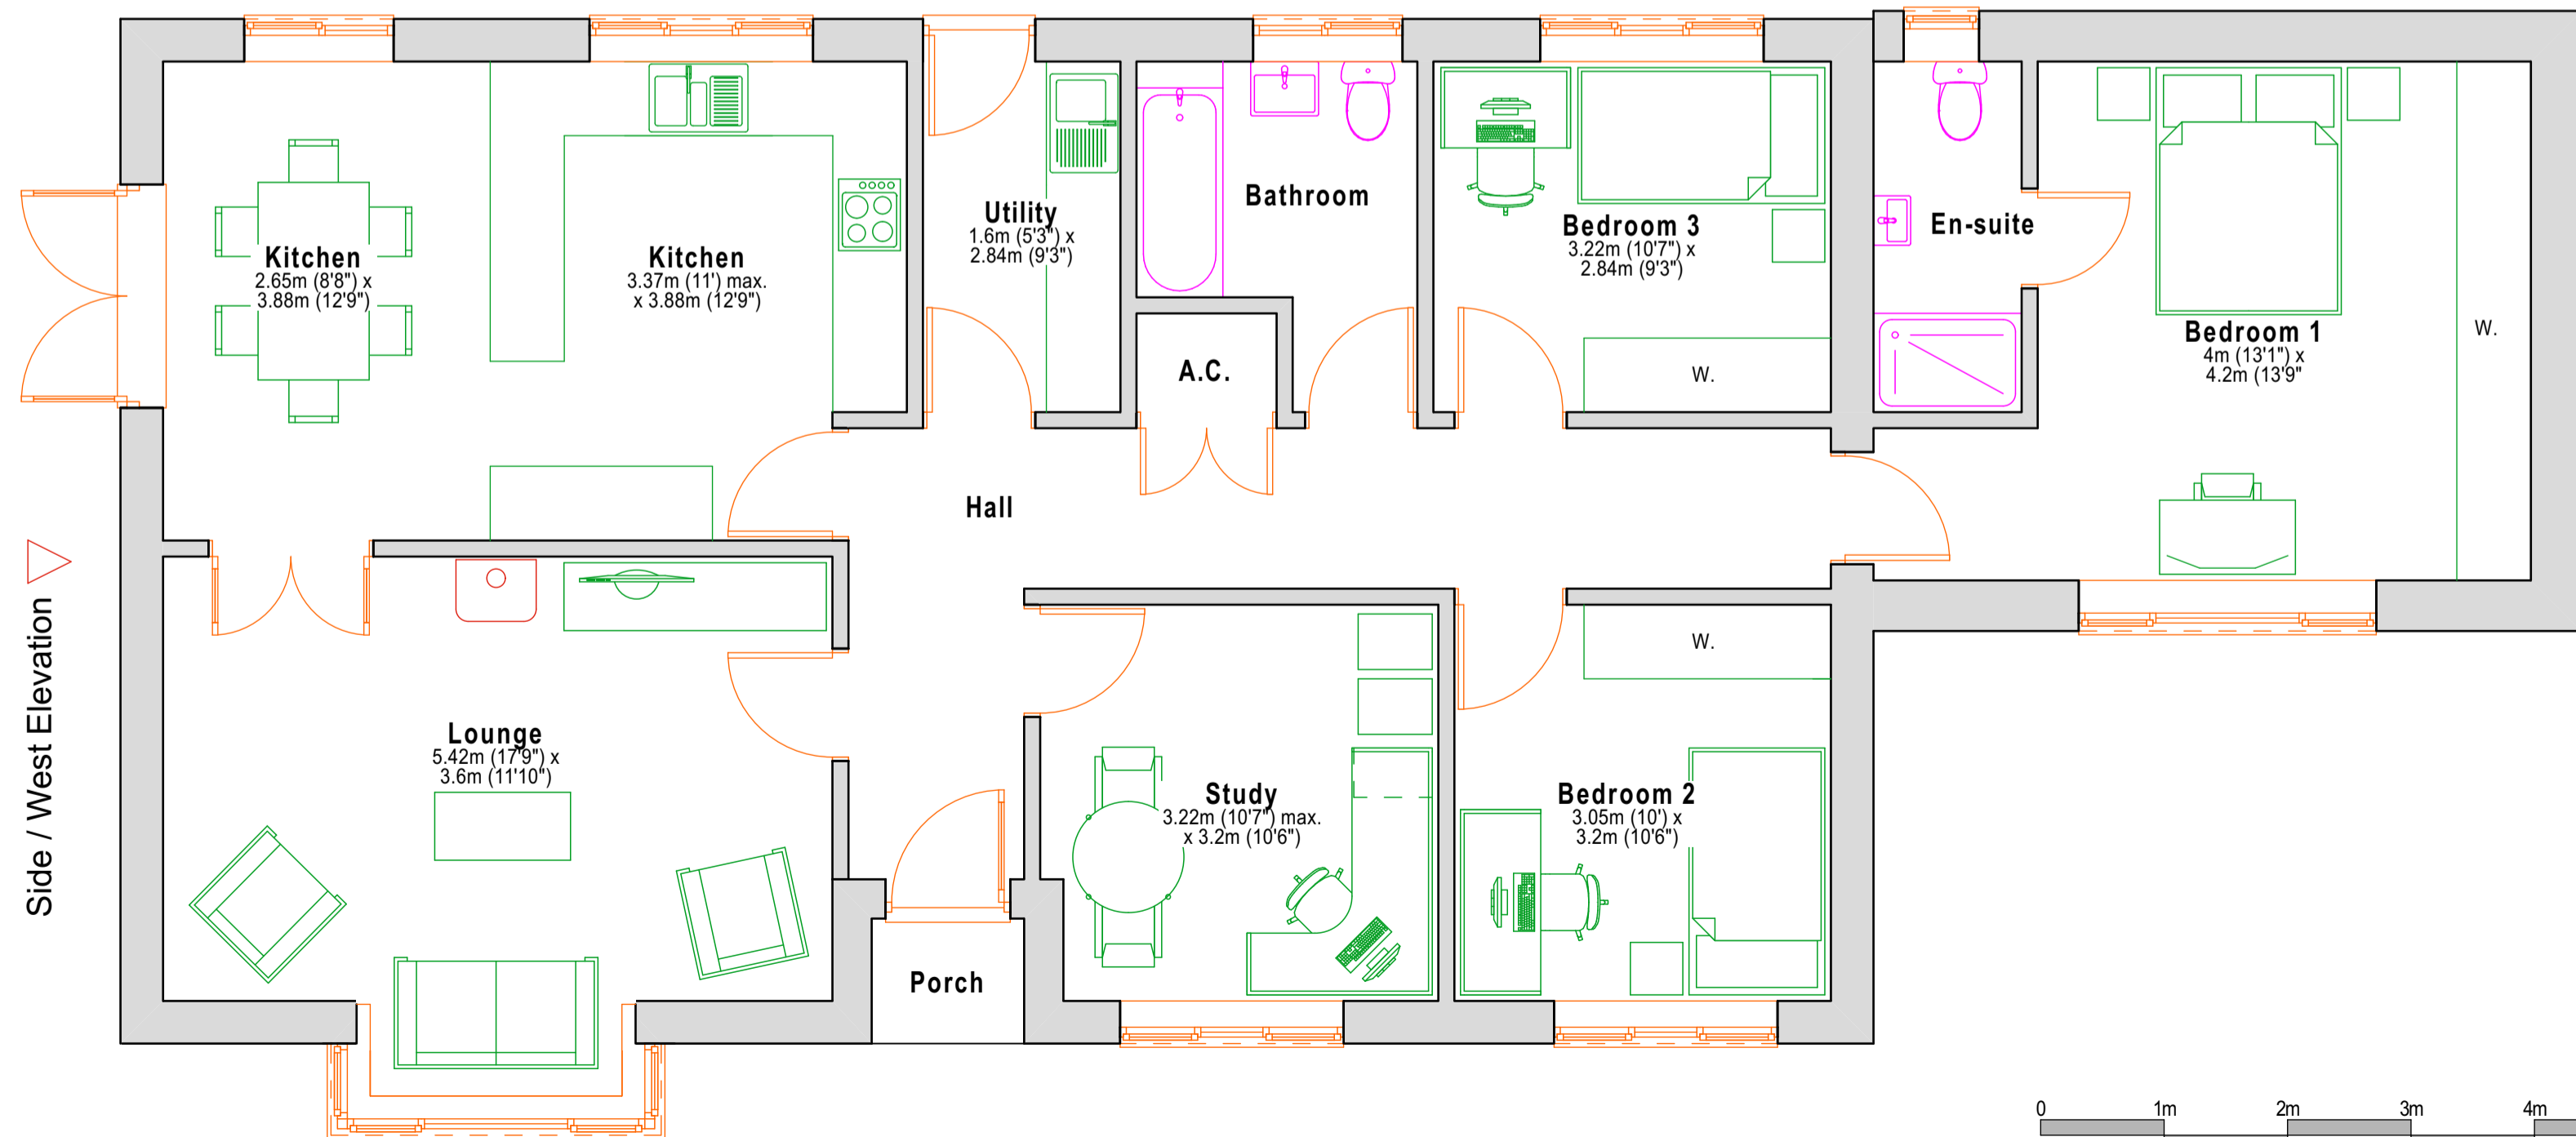 Kitchen
2.65m (8'8") x
3.88m (12'9")
Kitchen
3.37m (11') max.
x 3.88m (12'9")
Utility
1.6m (5'3") x
2.84m (9'3")
Bathroom
Bedroom 3
3.22m (10'7") x
2.84m (9'3")
En-suite
Bedroom 1
4m (13'1") x
4.2m (13'9"
W.
A.C.
W.
Hall
Side / West Elevation
W.
Lounge
5.42m (17'9") x
3.6m (11'10")
Study
3.22m (10'7") max.
x 3.2m (10'6")
Bedroom 2
3.05m (10') x
3.2m (10'6")
Porch
0 1m 2m 3m 4m